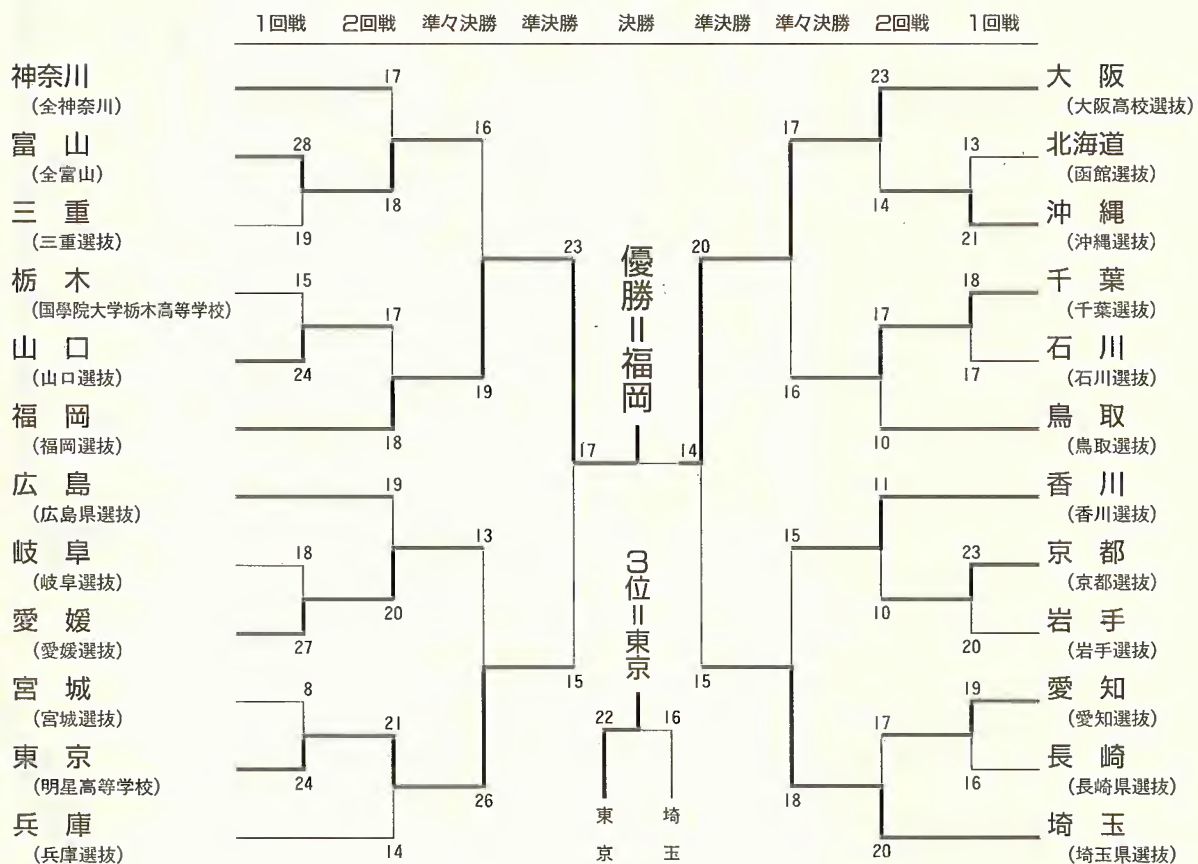 1回戦 2回戦 準々決勝 準決勝 決勝 準決勝 準々決勝 2回戦 1回戦
神奈川
(全神奈川)
富山
(全富山)
三重
(三重選抜)
栃木
(国學院大学栃木高等学校)
山口
(山口選抜)
福岡
(福岡選抜)
広島
(広島県選抜)
岐阜
(岐阜選抜)
愛媛
(愛媛選抜)
宮城
(宮城選抜)
東京
(明星高等学校)
兵庫
(兵庫選抜)
28
19
15
24
18
27
8
24
17
18
17
18
19
20
21
14
16
19
13
26
23
15
17
優勝=福岡
14
3位=東京
22
16
東京
埼玉
20
15
17
16
15
18
23
14
17
10
11
10
17
20
13
21
18
17
23
20
19
16
大阪
(大阪高校選抜)
北海道
(函館選抜)
沖縄
(沖縄選抜)
千葉
(千葉選抜)
石川
(石川選抜)
鳥取
(鳥取選抜)
香川
(香川選抜)
京都
(京都選抜)
岩手
(岩手選抜)
愛知
(愛知選抜)
長崎
(長崎県選抜)
埼玉
(埼玉県選抜)